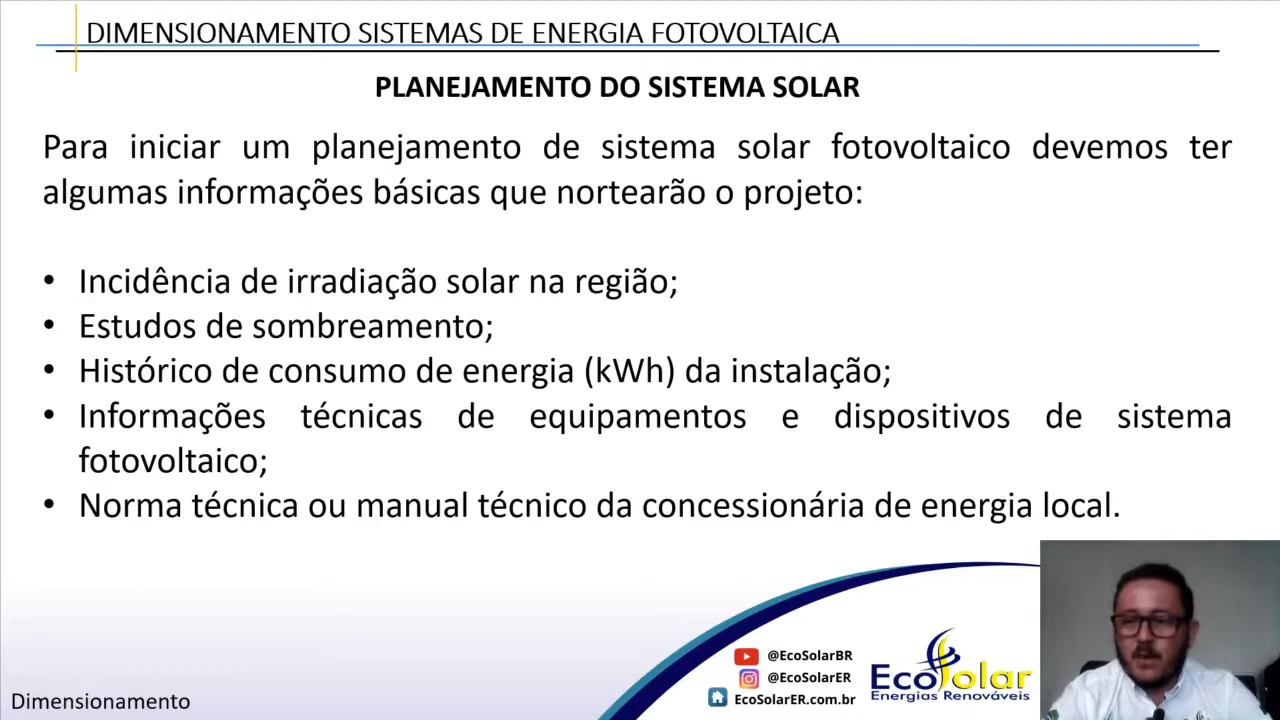 DIMENSIONAMENTO SISTEMAS DE ENERGIA FOTOVOLTAICA
PLANEJAMENTO DO SISTEMA SOLAR
Para iniciar um planejamento de sistema solar fotovoltaico devemos ter
algumas informações básicas que nortearão o projeto:
• Incidência de irradiação solar na região;
• Estudos de sombreamento;
• Histórico de consumo de energia (kWh) da instalação;
• Informações técnicas de equipamentos e dispositivos de sistema
fotovoltaico;
• Norma técnica ou manual técnico da concessionária de energia local.
@EcoSolarBR
@EcoSolarER
EcoSolarER.com.br
EcoSolar
Energias Renováveis
Dimensionamento